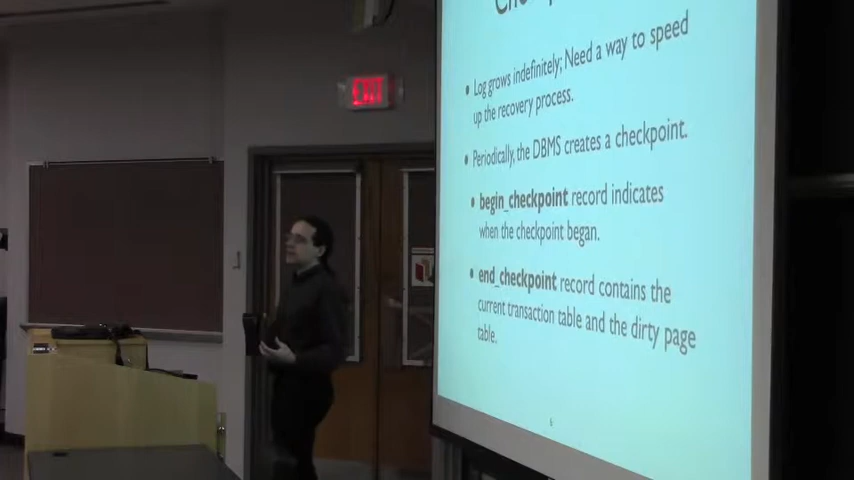 EXIT
• Log grows indefinitely; Need a way to speed
up the recovery process.
• Periodically, the DBMS creates a checkpoint.
• begin_checkpoint record indicates
when the checkpoint began.
• end_checkpoint record contains the
current transaction table and the dirty page
table.